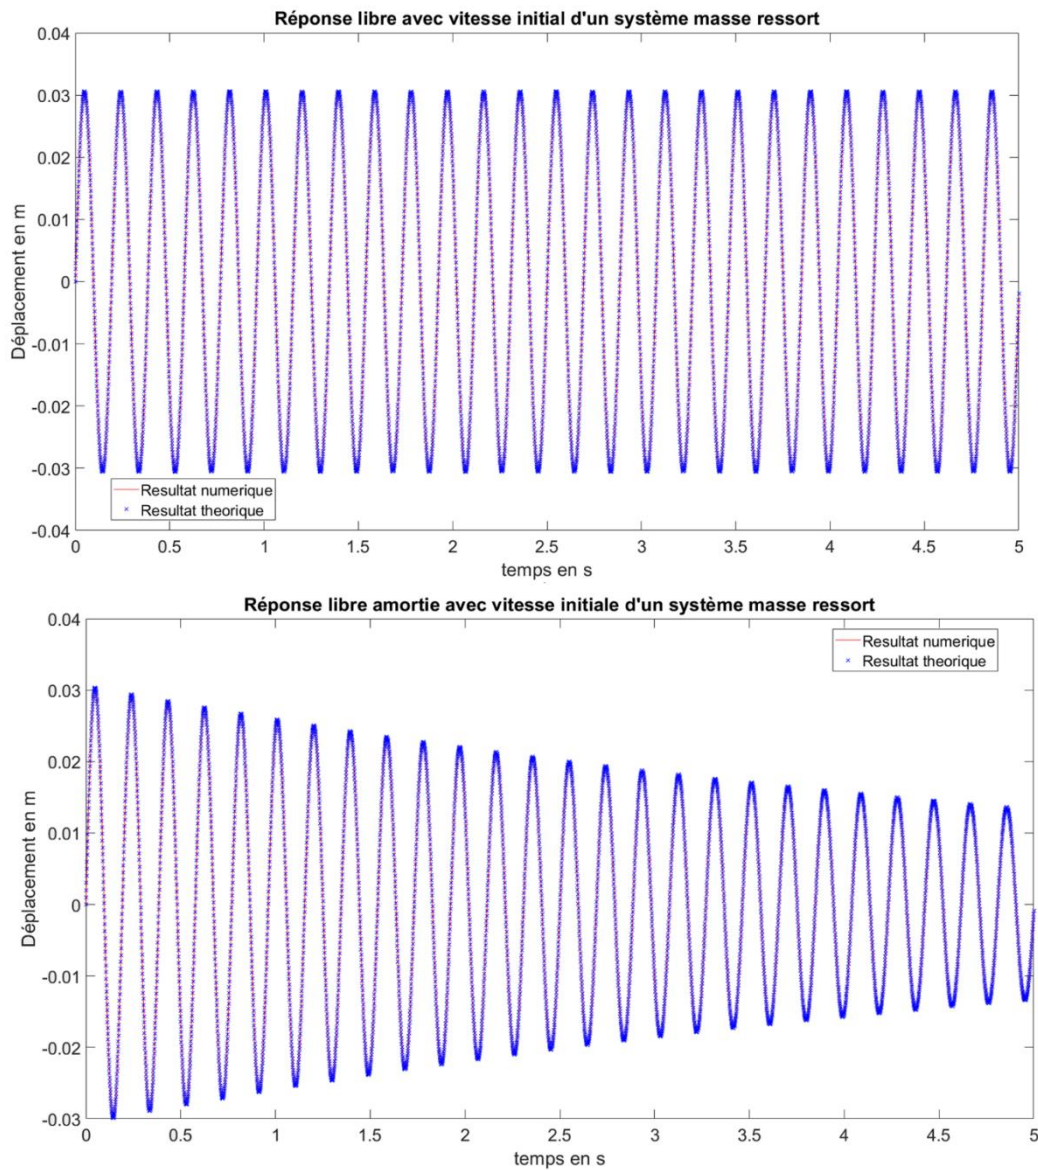 Réponse libre avec vitesse initial d'un système masse ressort
0.04
0.03
0.02
0.01
0
-0.01
-0.02
-0.03
-0.04
Déplacement en m
Resultat numerique
Resultat theorique
0 0.5 1 1.5 2 2.5 3 3.5 4 4.5 5
temps en s
Réponse libre amortie avec vitesse initiale d'un système masse ressort
0.04
0.03
0.02
0.01
0
-0.01
-0.02
-0.03
Déplacement en m
Resultat numerique
Resultat theorique
0 0.5 1 1.5 2 2.5 3 3.5 4 4.5 5
temps en s